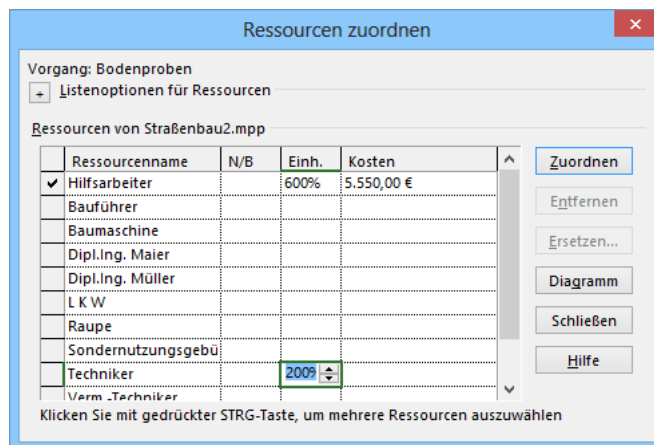 Ressourcen zuordnen
Vorgang: Bodenproben
+ Listenoptionen für Ressourcen
Ressourcen von Straßenbau2.mpp
Ressourcenname N/B Einh. Kosten
Hilfsarbeiter 600% 5.550,00 €
Bauführer
Baumaschine
Dipl.Ing. Maier
Dipl.Ing. Müller
L K W
Raupe
Sondernutzungsgebü
Techniker 200%
Verm.-Techniker
Zuordnen
Entfernen
Ersetzen...
Diagramm
Schließen
Hilfe
Klicken Sie mit gedrückter STRG-Taste, um mehrere Ressourcen auszuwählen